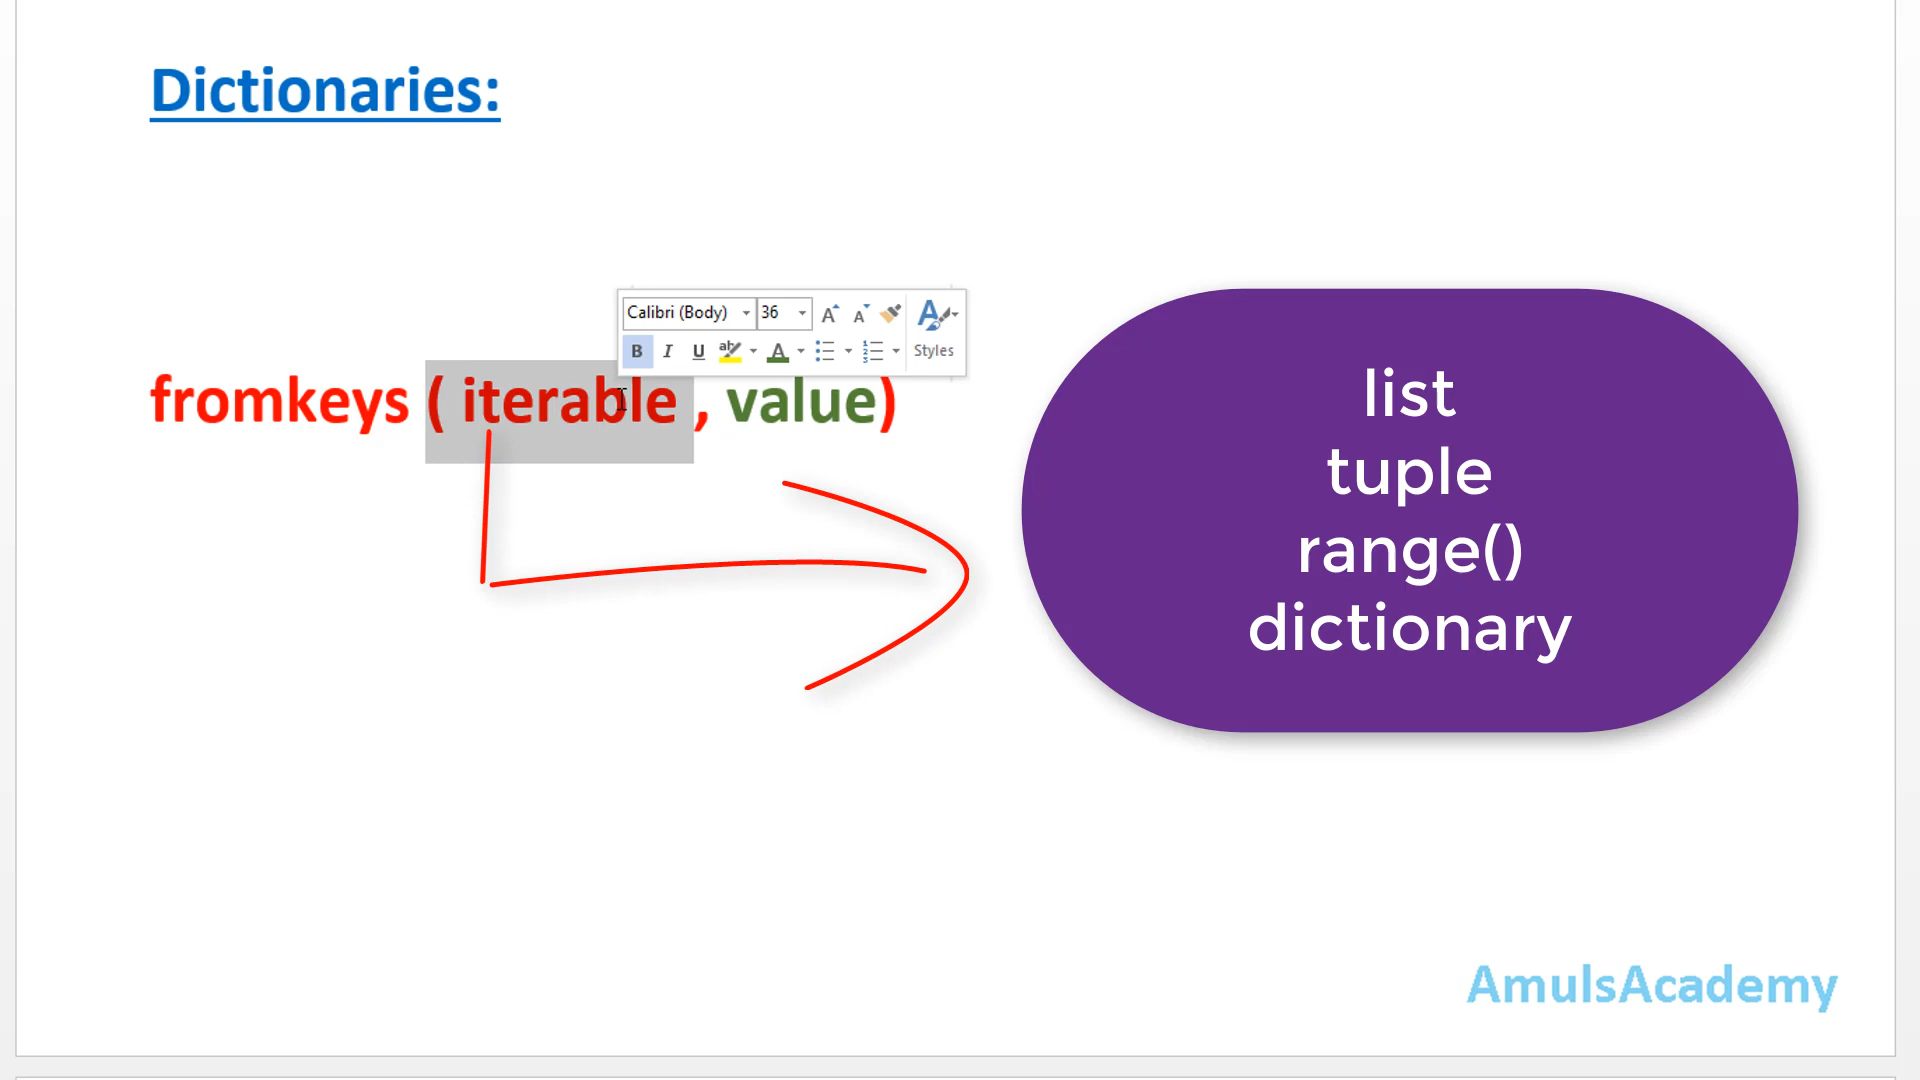 Dictionaries:
Calibri (Body) 36
B I U Styles
fromkeys ( iterable , value)
list
tuple
range()
dictionary
AmulsAcademy